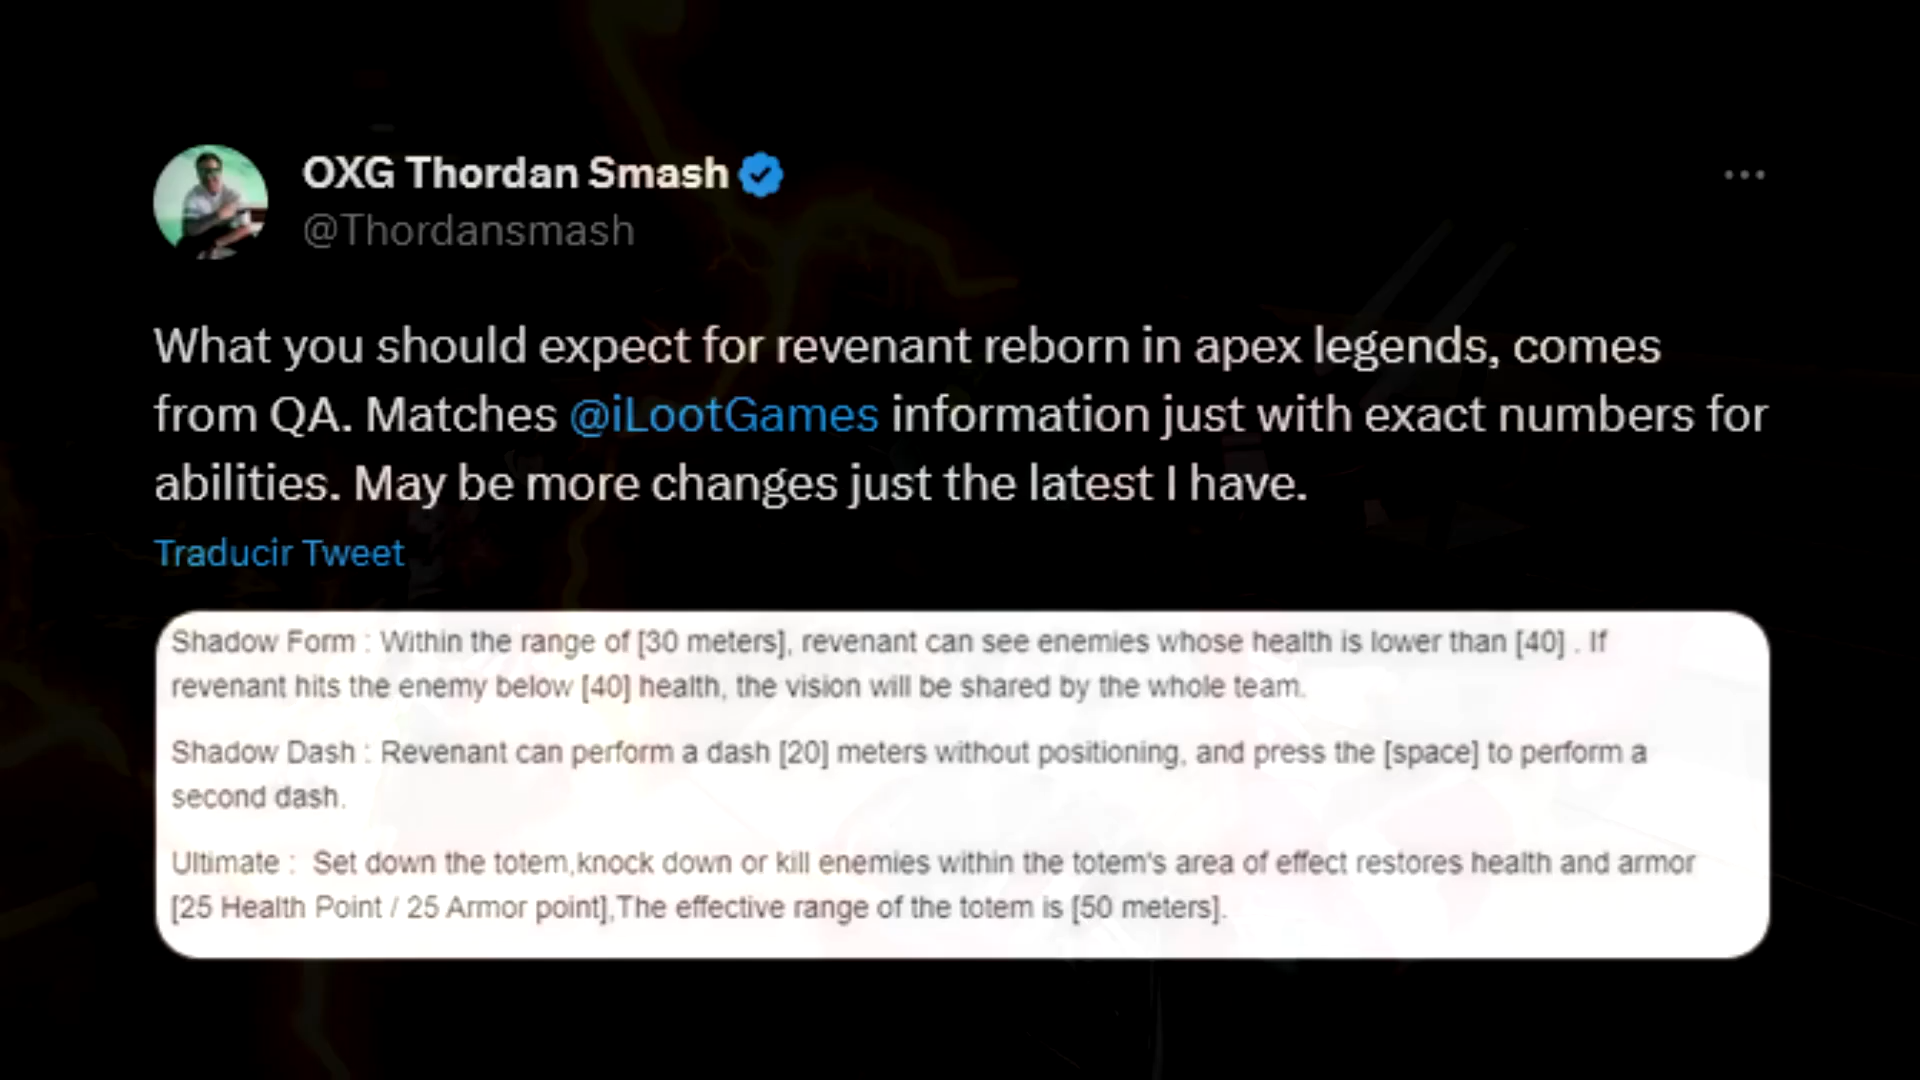 OXG Thordan Smash
@Thordansmash
What you should expect for revenant reborn in apex legends, comes
from QA. Matches @iLootGames information just with exact numbers for
abilities. May be more changes just the latest I have.
Traducir Tweet
Shadow Form : Within the range of [30 meters], revenant can see enemies whose health is lower than [40] . If
revenant hits the enemy below [40] health, the vision will be shared by the whole team.
Shadow Dash : Revenant can perform a dash [20] meters without positioning, and press the [space] to perform a
second dash.
Ultimate :  Set down the totem,knock down or kill enemies within the totem's area of effect restores health and armor
[25 Health Point / 25 Armor point],The effective range of the totem is [50 meters].